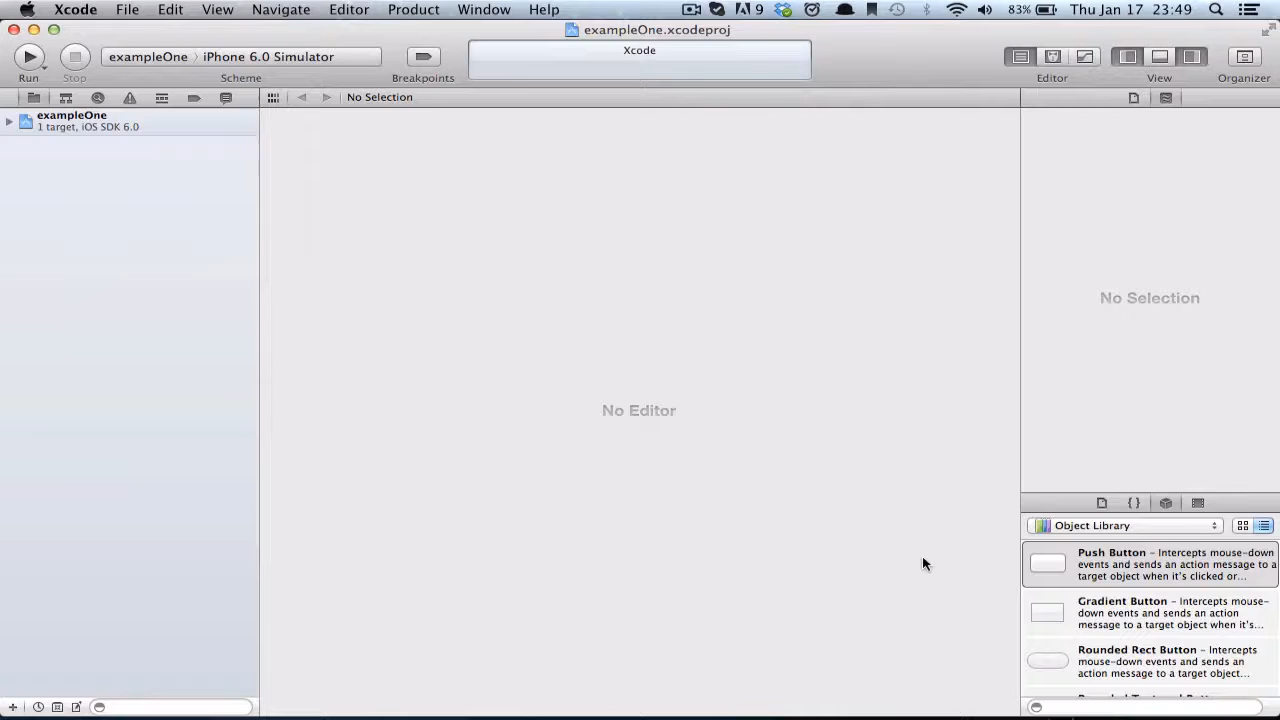 Xcode File Edit View Navigate Editor Product Window Help 9 83% Thu Jan 17 23:49
exampleOne.xcodeproj
exampleOne 〉 iPhone 6.0 Simulator
Xcode
Run Stop Scheme Breakpoints Editor View Organizer
No Selection
exampleOne
1 target, iOS SDK 6.0
No Selection
No Editor
{ }
Object Library
Push Button – Intercepts mouse-down
events and sends an action message to a
target object when it's clicked or...
Gradient Button – Intercepts mouse-
down events and sends an action
message to a target object when it's...
Rounded Rect Button – Intercepts
mouse-down events and sends an
action message to a target object...